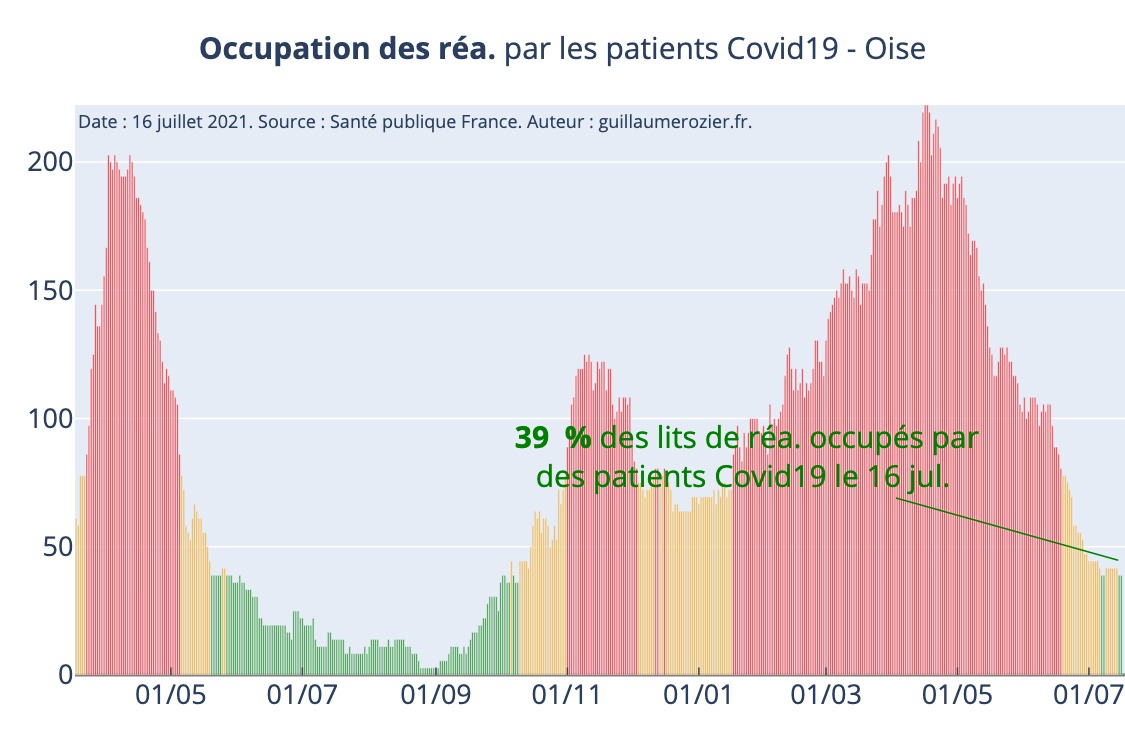 Occupation des réa. par les patients Covid19 - Oise
Date : 16 juillet 2021. Source : Santé publique France. Auteur : guillaumerozier.fr.
200
150
100
39 % des lits de réa. occupés par
des patients Covid19 le 16 jul.
50
0
01/05 01/07 01/09 01/11 01/01 01/03 01/05 01/07